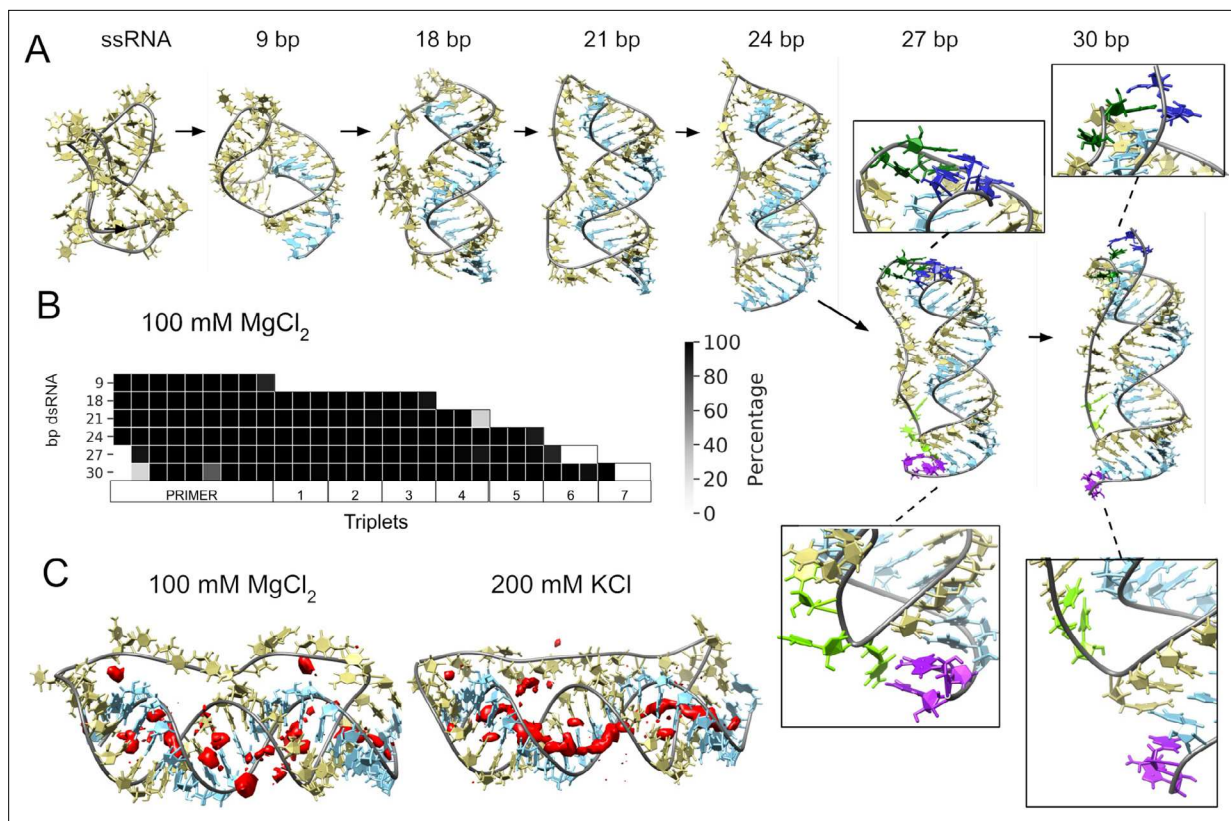 A
ssRNA 9 bp 18 bp 21 bp 24 bp 27 bp 30 bp
B
100 mM MgCl2
bp dsRNA
9
18
21
24
27
30
PRIMER 1 2 3 4 5 6 7
Triplets
100
80
60
40
20
0
Percentage
C
100 mM MgCl2 200 mM KCl